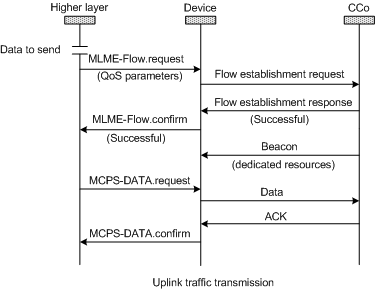 Higher layer
Device
CCo
Data to send
MLME-Flow.request
(QoS parameters)
Flow establishment request
Flow establishment response
(Successful)
MLME-Flow.confirm
(Successful)
Beacon
(dedicated resources)
MCPS-DATA.request
Data
ACK
MCPS-DATA.confirm
Uplink traffic transmission